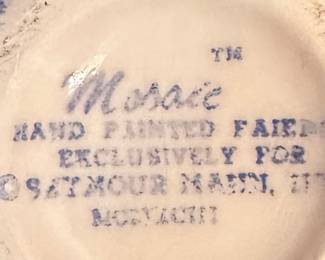 TM
Mosaic
HAND PAINTED
EXCLUSIVELY FOR
© SEYMOUR MANN,